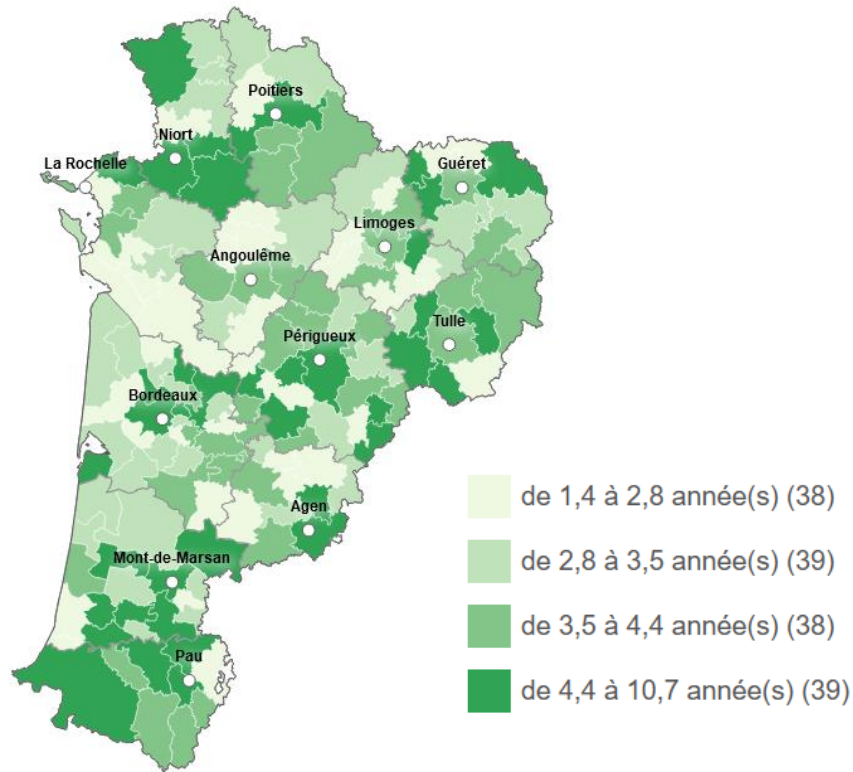 Poitiers
Niort
La Rochelle
Guéret
Limoges
Angoulême
Tulle
Périgueux
Bordeaux
Agen
Mont-de-Marsan
Pau
de 1,4 à 2,8 année(s) (38)
de 2,8 à 3,5 année(s) (39)
de 3,5 à 4,4 année(s) (38)
de 4,4 à 10,7 année(s) (39)